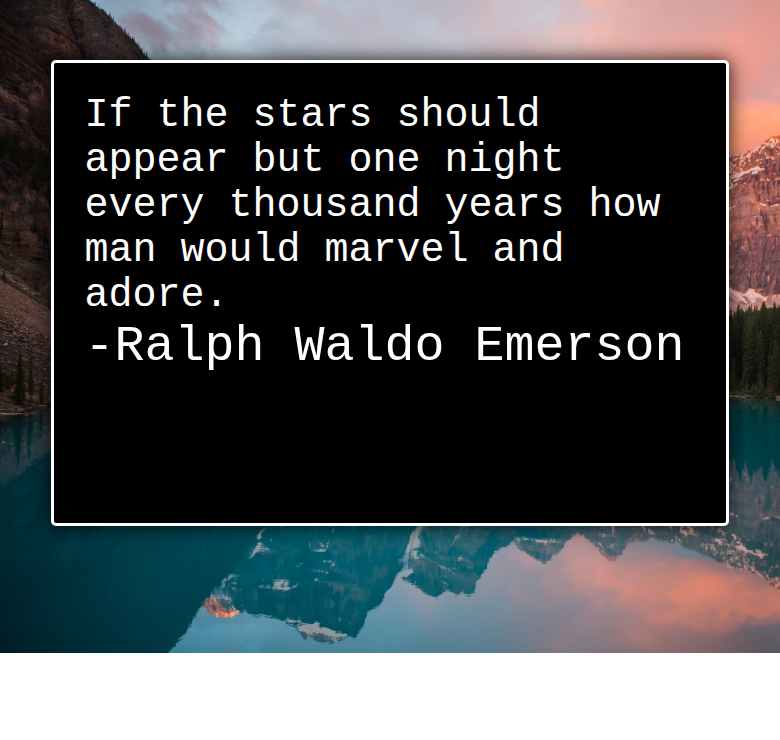 If the stars should
appear but one night
every thousand years how
man would marvel and
adore.
-Ralph Waldo Emerson